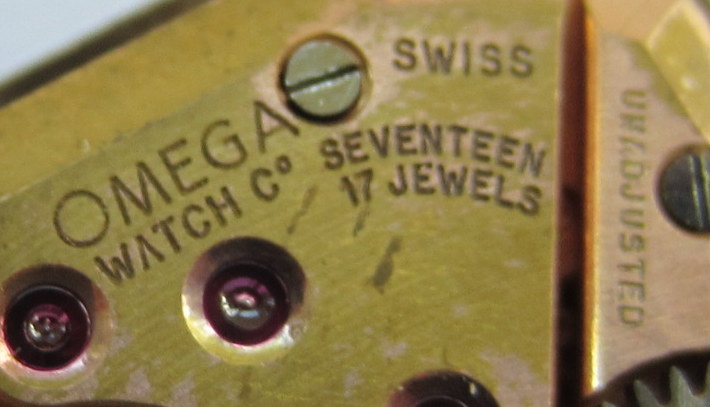 SWISS
OMEGA
WATCH Cº
SEVENTEEN
17 JEWELS
UNADJUSTED